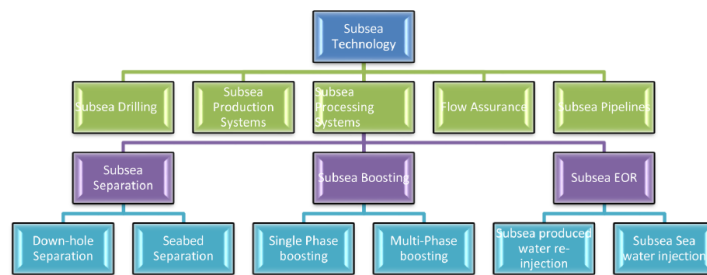 Subsea
Technology
Subsea Drilling
Subsea
Production
Systems
Subsea
Processing
Systems
Flow Assurance
Subsea Pipelines
Subsea
Separation
Subsea Boosting
Subsea EOR
Down-hole
Separation
Seabed
Separation
Single Phase
boosting
Multi-Phase
boosting
Subsea produced
water re-
injection
Subsea Sea
water injection